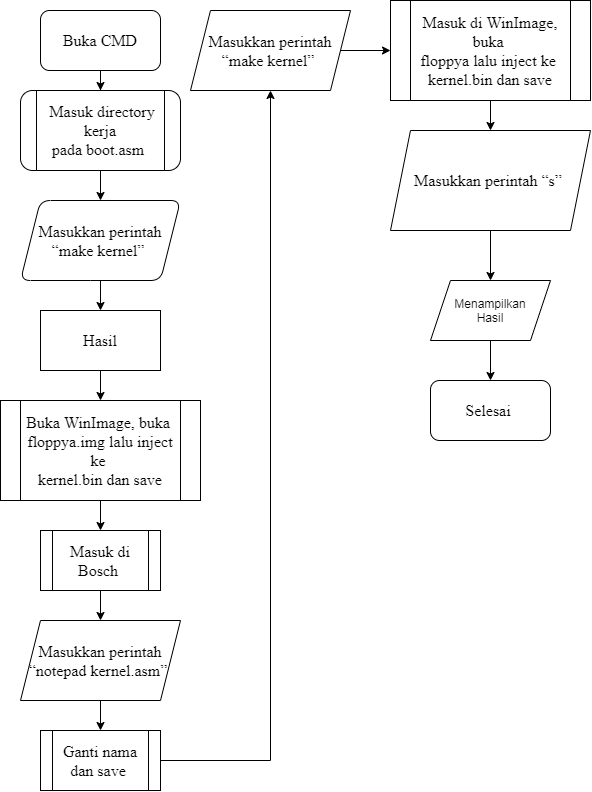 Buka CMD
Masuk directory
kerja
pada boot.asm
Masukkan perintah
“make kernel”
Hasil
Buka WinImage, buka
floppya.img lalu inject
ke
kernel.bin dan save
Masuk di
Bosch
Masukkan perintah
“notepad kernel.asm”
Ganti nama
dan save
Masukkan perintah
“make kernel”
Masuk di WinImage,
buka
floppya lalu inject ke
kernel.bin dan save
Masukkan perintah “s”
Menampilkan
Hasil
Selesai